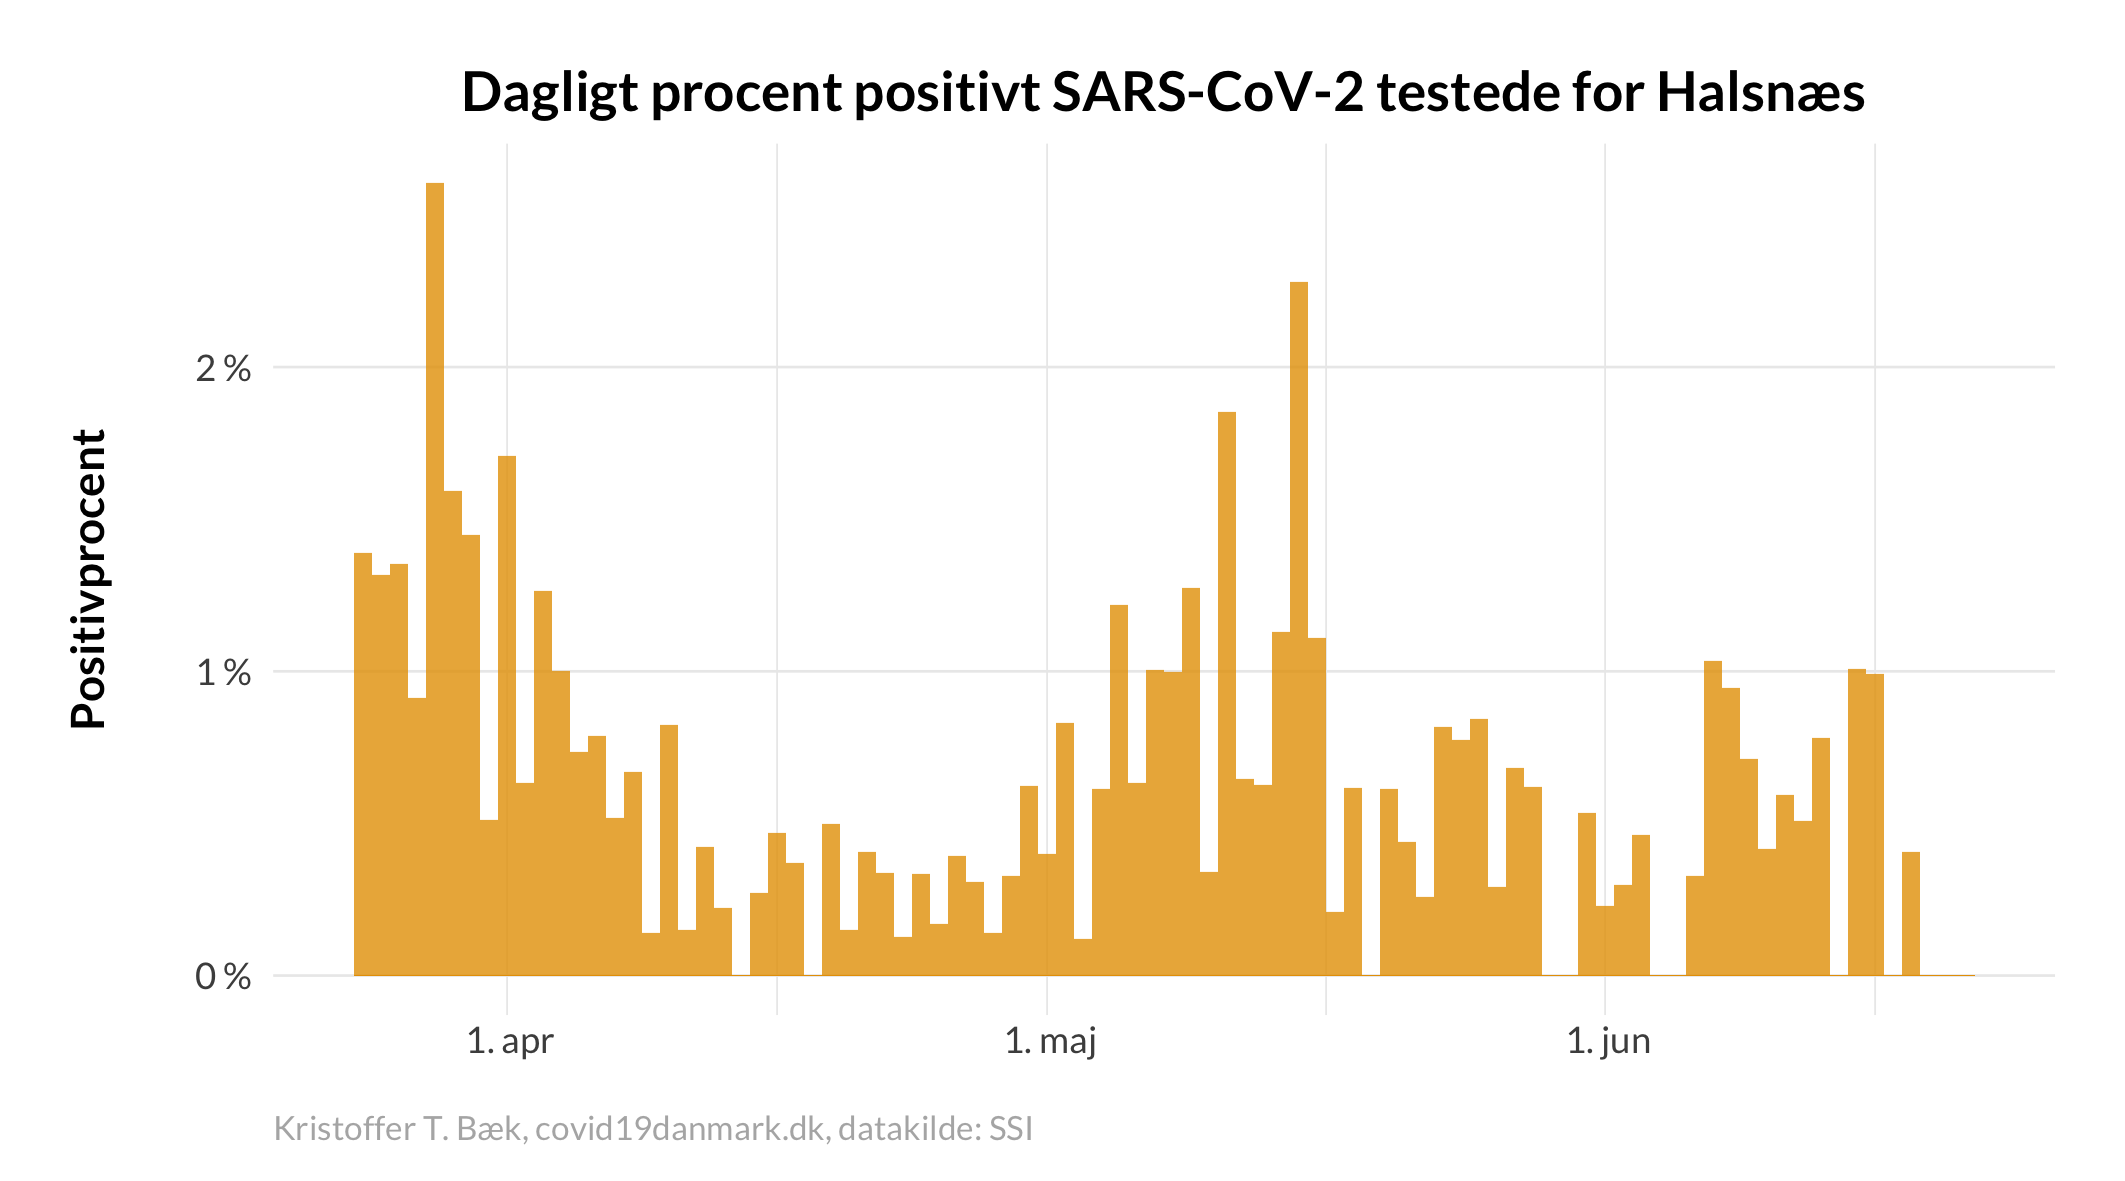 Dagligt procent positivt SARS-CoV-2 testede for Halsnæs
Positivprocent
2 %
1 %
0 %
1. apr
1. maj
1. jun
Kristoffer T. Bæk, covid19danmark.dk, datakilde: SSI